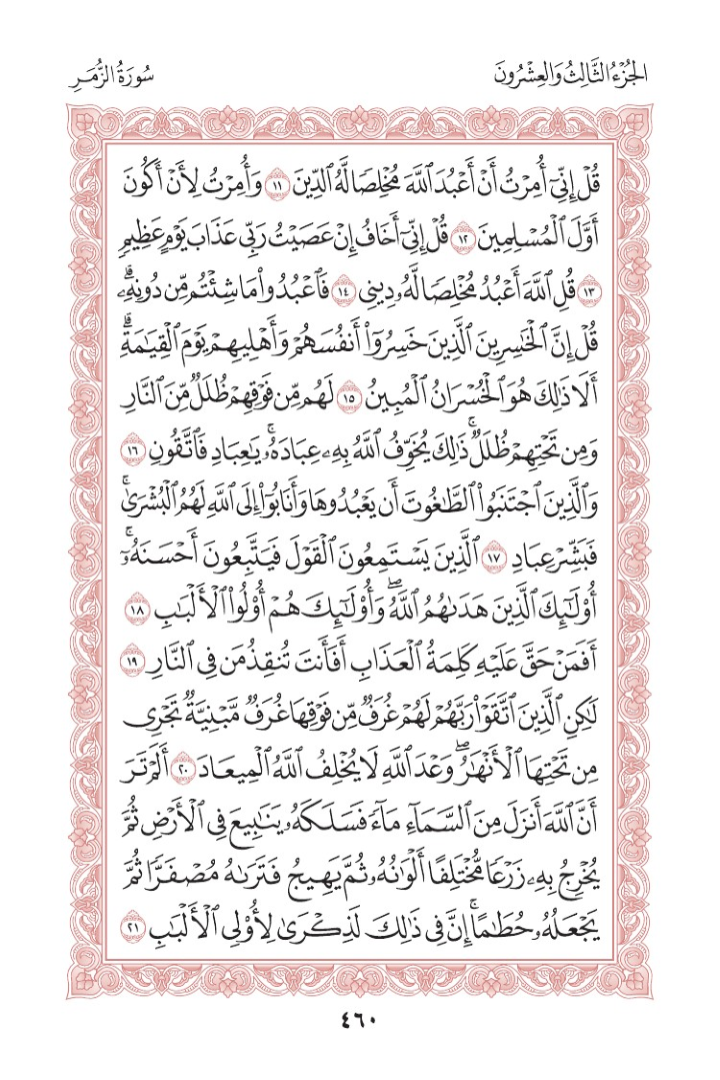 الجُزْءُ الثَّالِثُ وَالعِشْرُونَ
سُورَةُ الزُّمَرِ
قُلْ إِنِّيٓ أُمِرْتُ أَنْ أَعْبُدَ ٱللَّهَ مُخْلِصٗا لَّهُ ٱلدِّينَ ١١ وَأُمِرْتُ لِأَنْ أَكُونَ
أَوَّلَ ٱلْمُسْلِمِينَ ١٢ قُلْ إِنِّيٓ أَخَافُ إِنْ عَصَيْتُ رَبِّي عَذَابَ يَوْمٍ عَظِيمٖ
١٣ قُلِ ٱللَّهَ أَعْبُدُ مُخْلِصٗا لَّهُۥ دِينِي ١٤ فَٱعْبُدُوا۟ مَا شِئْتُم مِّن دُونِهِۦۗ
قُلْ إِنَّ ٱلْخَٰسِرِينَ ٱلَّذِينَ خَسِرُوٓا۟ أَنفُسَهُمْ وَأَهْلِيهِمْ يَوْمَ ٱلْقِيَٰمَةِۗ
أَلَا ذَٰلِكَ هُوَ ٱلْخُسْرَانُ ٱلْمُبِينُ ١٥ لَهُم مِّن فَوْقِهِمْ ظُلَلٞ مِّنَ ٱلنَّارِ
وَمِن تَحْتِهِمْ ظُلَلٞۚ ذَٰلِكَ يُخَوِّفُ ٱللَّهُ بِهِۦ عِبَادَهُۥۚ يَٰعِبَادِ فَٱتَّقُونِ ١٦
وَٱلَّذِينَ ٱجْتَنَبُوا۟ ٱلطَّٰغُوتَ أَن يَعْبُدُوهَا وَأَنَابُوٓا۟ إِلَى ٱللَّهِ لَهُمُ ٱلْبُشْرَىٰۚ
فَبَشِّرْ عِبَادِ ١٧ ٱلَّذِينَ يَسْتَمِعُونَ ٱلْقَوْلَ فَيَتَّبِعُونَ أَحْسَنَهُۥٓۚ
أُو۟لَٰٓئِكَ ٱلَّذِينَ هَدَىٰهُمُ ٱللَّهُۖ وَأُو۟لَٰٓئِكَ هُمْ أُو۟لُوا۟ ٱلْأَلْبَٰبِ ١٨
أَفَمَنْ حَقَّ عَلَيْهِ كَلِمَةُ ٱلْعَذَابِ أَفَأَنتَ تُنقِذُ مَن فِي ٱلنَّارِ ١٩
لَٰكِنِ ٱلَّذِينَ ٱتَّقَوْا۟ رَبَّهُمْ لَهُمْ غُرَفٞ مِّن فَوْقِهَا غُرَفٞ مَّبْنِيَّةٞ تَجْرِي
مِن تَحْتِهَا ٱلْأَنْهَٰرُۖ وَعْدَ ٱللَّهِ لَا يُخْلِفُ ٱللَّهُ ٱلْمِيعَادَ ٢٠ أَلَمْ تَرَ
أَنَّ ٱللَّهَ أَنزَلَ مِنَ ٱلسَّمَآءِ مَآءٗ فَسَلَكَهُۥ يَنَٰبِيعَ فِي ٱلْأَرْضِ ثُمَّ
يُخْرِجُ بِهِۦ زَرْعٗا مُّخْتَلِفًا أَلْوَٰنُهُۥ ثُمَّ يَهِيجُ فَتَرَىٰهُ مُصْفَرّٗا ثُمَّ
يَجْعَلُهُۥ حُطَٰمًاۚ إِنَّ فِي ذَٰلِكَ لَذِكْرَىٰ لِأُو۟لِي ٱلْأَلْبَٰبِ ٢١
٤٦٠